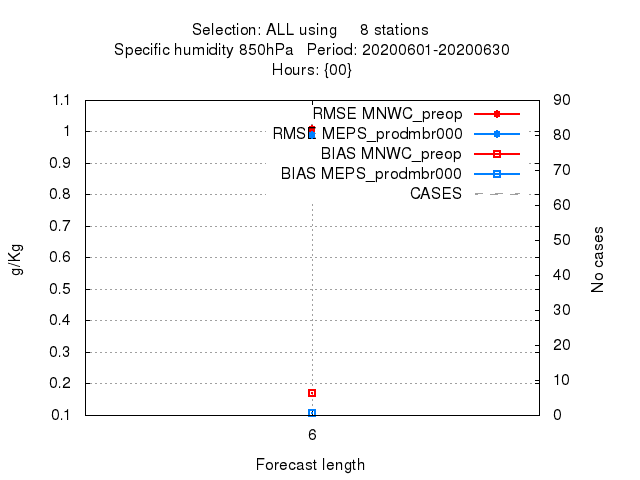 Selection: ALL using 8 stations
Specific humidity 850hPa Period: 20200601-20200630
Hours: {00}
1.1
1
0.9
0.8
0.7
0.6
0.5
0.4
0.3
0.2
0.1
g/Kg
RMSE MNWC_preop
RMSE MEPS_prodmbr000
BIAS MNWC_preop
BIAS MEPS_prodmbr000
CASES
90
80
70
60
50
40
30
20
10
0
No cases
6
Forecast length